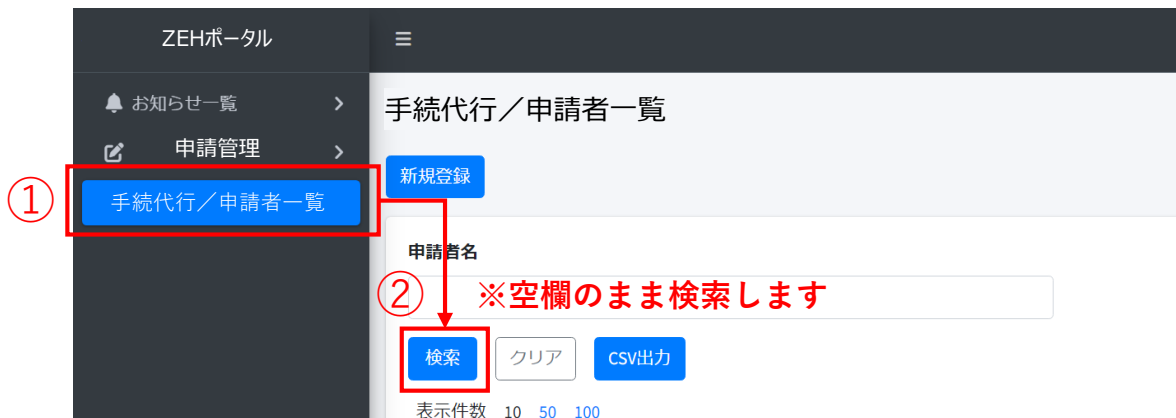 ZEHポータル
お知らせ一覧
申請管理
① 手続代行／申請者一覧
手続代行／申請者一覧
新規登録
申請者名
② ※空欄のまま検索します
検索 クリア CSV出力
表示件数 10 50 100